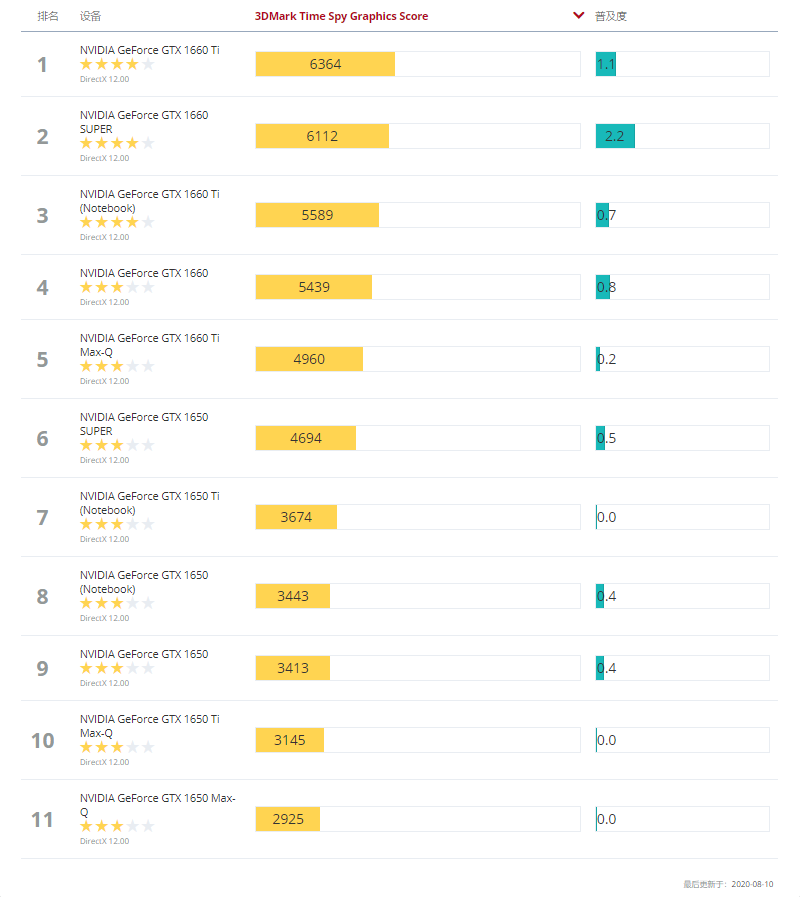 排名 设备 3DMark Time Spy Graphics Score 普及度
1 NVIDIA GeForce GTX 1660 Ti 6364 1.1
DirectX 12.00
2 NVIDIA GeForce GTX 1660
SUPER 6112 2.2
DirectX 12.00
3 NVIDIA GeForce GTX 1660 Ti
(Notebook) 5589 0.7
DirectX 12.00
4 NVIDIA GeForce GTX 1660 5439 0.8
DirectX 12.00
5 NVIDIA GeForce GTX 1660 Ti
Max-Q 4960 0.2
DirectX 12.00
6 NVIDIA GeForce GTX 1650
SUPER 4694 0.5
DirectX 12.00
7 NVIDIA GeForce GTX 1650 Ti
(Notebook) 3674 0.0
DirectX 12.00
8 NVIDIA GeForce GTX 1650
(Notebook) 3443 0.4
DirectX 12.00
9 NVIDIA GeForce GTX 1650 3413 0.4
DirectX 12.00
10 NVIDIA GeForce GTX 1650 Ti
Max-Q 3145 0.0
DirectX 12.00
11 NVIDIA GeForce GTX 1650 Max-
Q 2925 0.0
DirectX 12.00
最后更新于: 2020-08-10